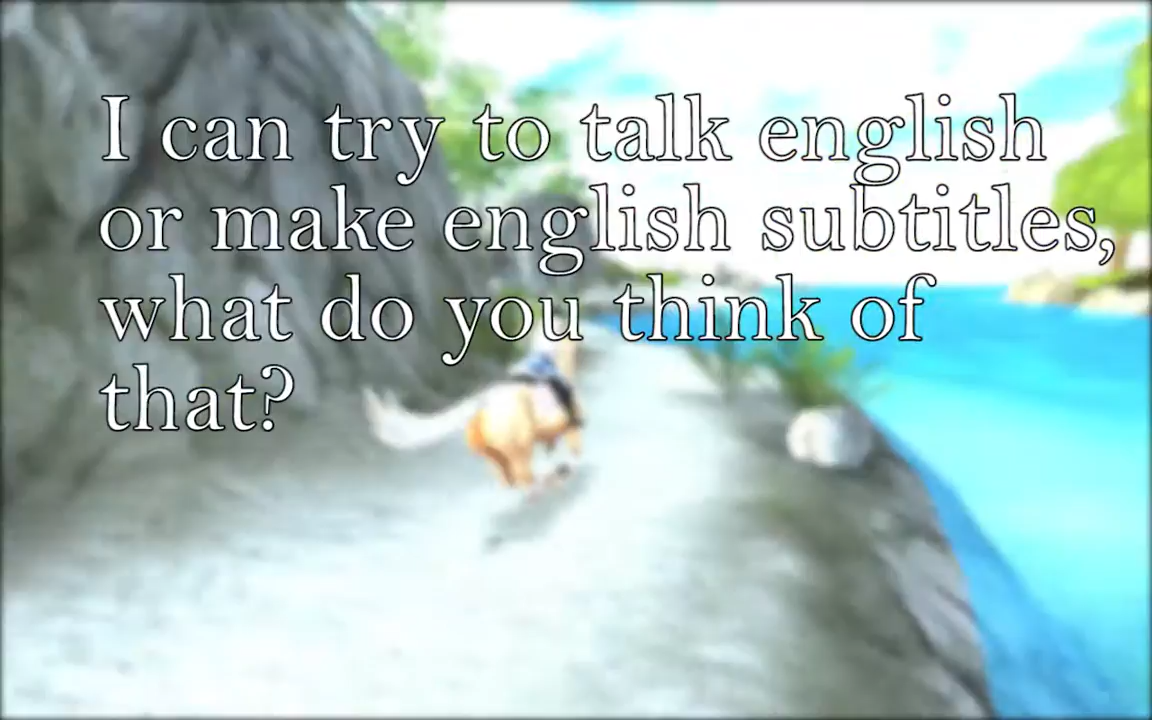 I can try to talk english
or make english subtitles,
what do you think of
that?